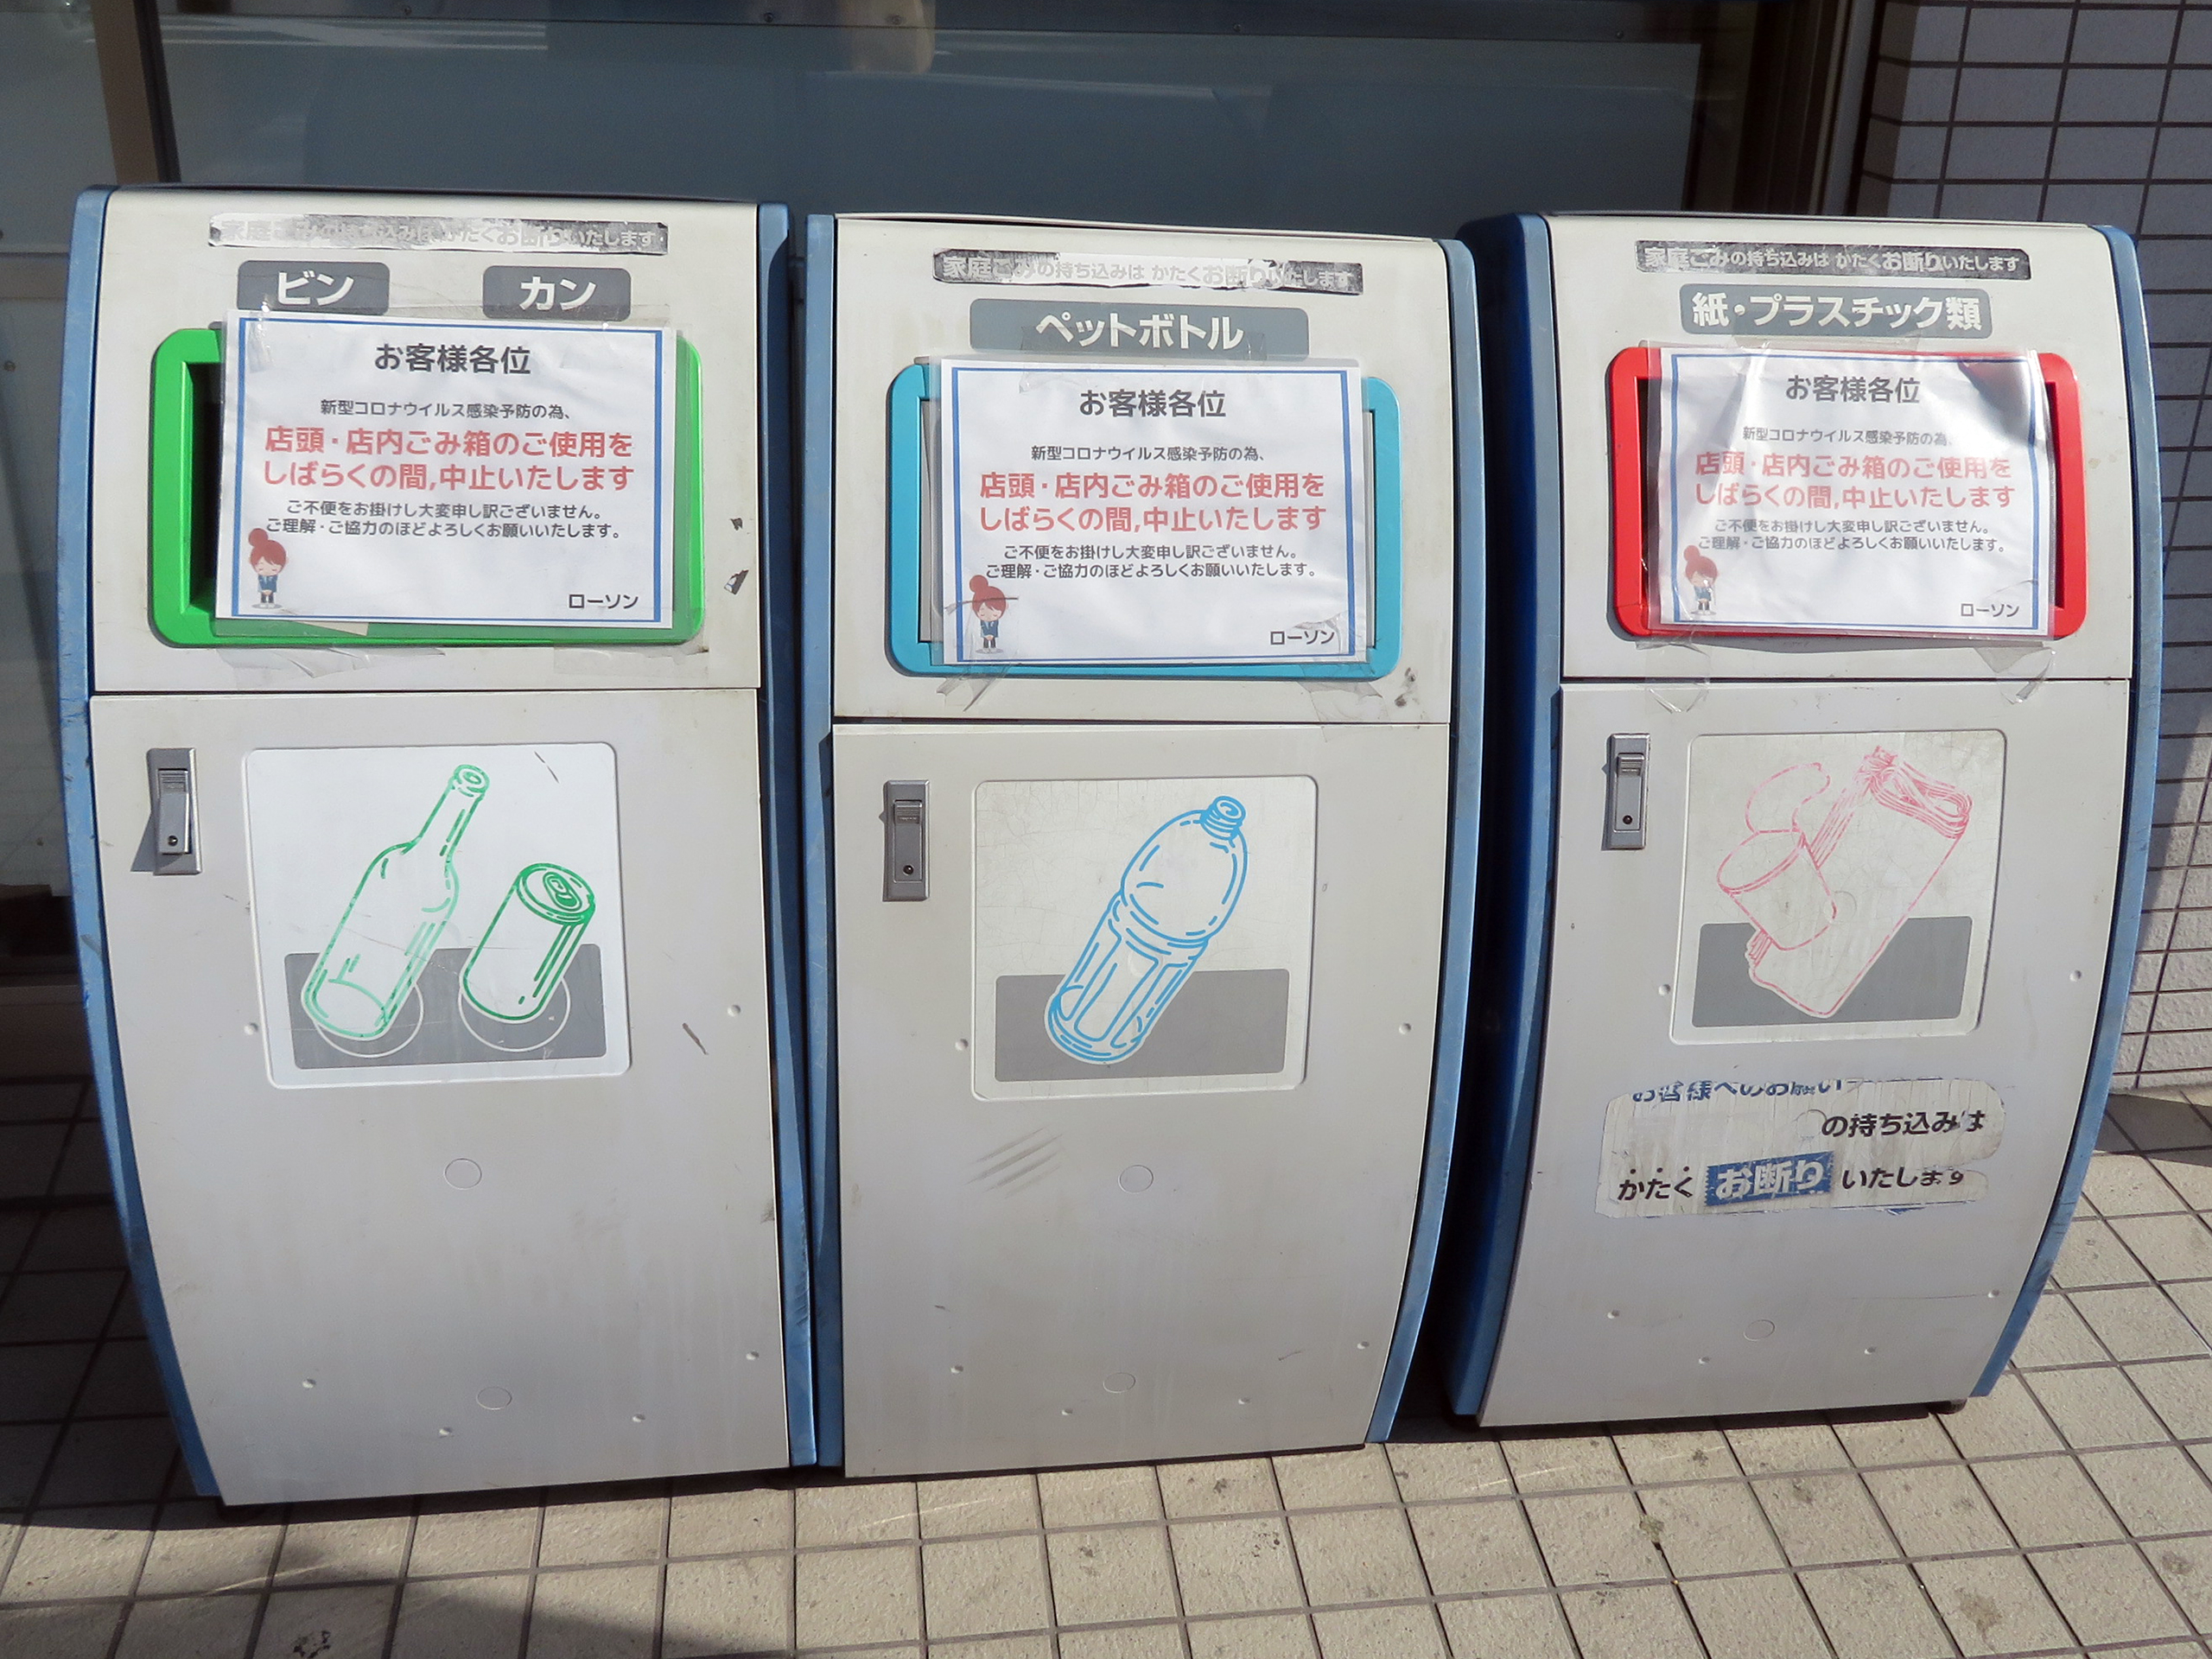 家庭ごみの持ち込みは かたくお断りいたします
ビン
カン
お客様各位
新型コロナウイルス感染予防の為、
店頭・店内ごみ箱のご使用を
しばらくの間,中止いたします
ご不便をお掛けし大変申し訳ございません。
ご理解・ご協力のほどよろしくお願いいたします。
ローソン
家庭ごみの持ち込みは かたくお断りいたします
ペットボトル
お客様各位
新型コロナウイルス感染予防の為、
店頭・店内ごみ箱のご使用を
しばらくの間,中止いたします
ご不便をお掛けし大変申し訳ございません。
ご理解・ご協力のほどよろしくお願いいたします。
ローソン
家庭ごみの持ち込みは かたくお断りいたします
紙・プラスチック類
お客様各位
新型コロナウイルス感染予防の為、
店頭・店内ごみ箱のご使用を
しばらくの間,中止いたします
ご不便をお掛けし大変申し訳ございません。
ご理解・ご協力のほどよろしくお願いいたします。
ローソン
お客様へのお願い
の持ち込みは
かたく お断り いたします